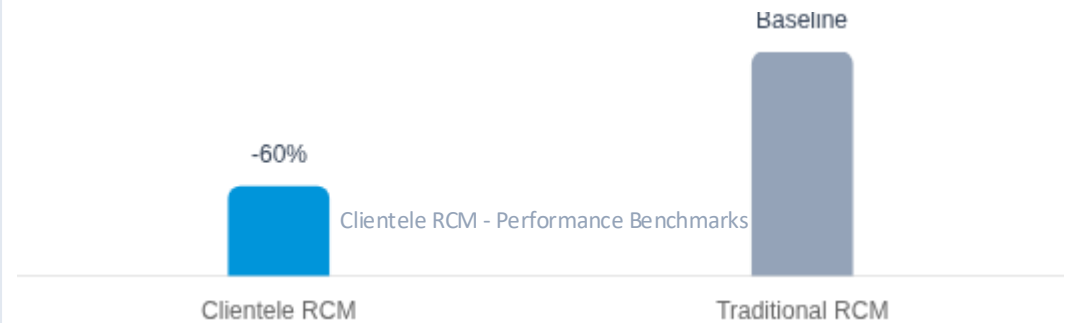 Baseline
-60%
Clientele RCM - Performance Benchmarks
Clientele RCM
Traditional RCM